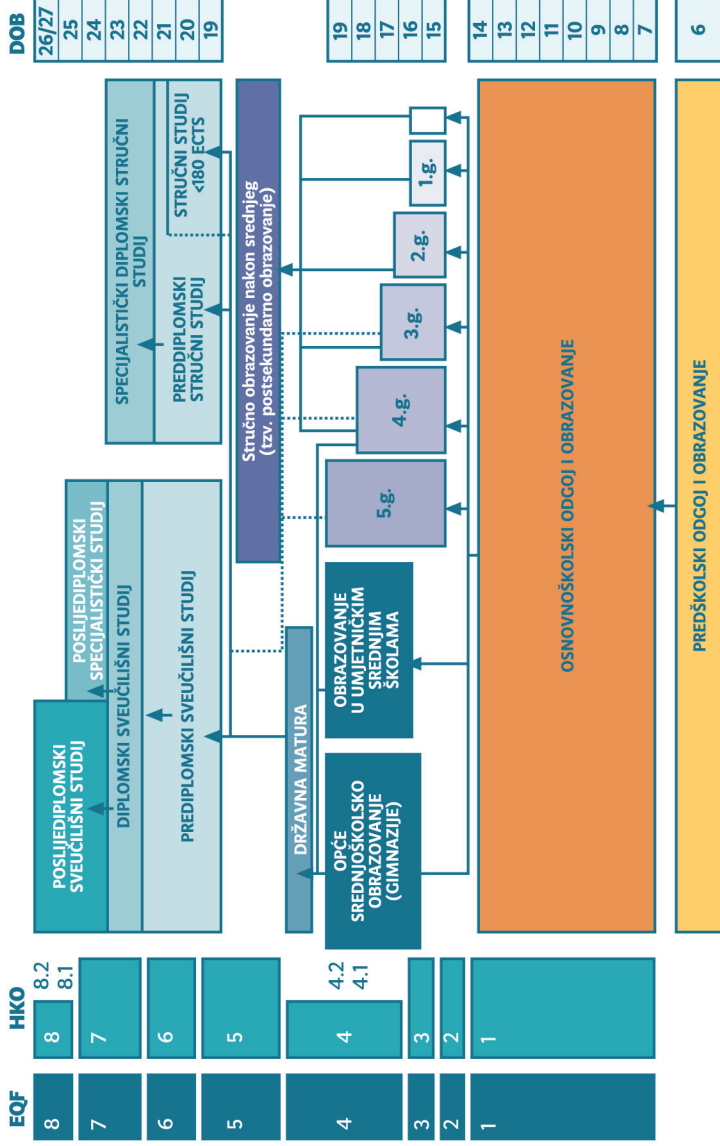 EQF
8
7
6
5
4
3
2
1
HKO
8
8.2
8.1
7
6
5
4
4.2
4.1
3
2
1
POSLIJEDIPLOMSKI
SVEUČILIŠNI STUDIJ
POSLIJEDIPLOMSKI
SPECIJALISTIČKI STUDIJ
DIPLOMSKI SVEUČILIŠNI STUDIJ
PREDIPLOMSKI SVEUČILIŠNI STUDIJ
SPECIJALISTIČKI DIPLOMSKI STRUČNI
STUDIJ
PREDDIPLOMSKI
STRUČNI STUDIJ
STRUČNI STUDIJ
<180 ECTS
DRŽAVNA MATURA
Stručno obrazovanje nakon srednjeg
(tzv. postsekundarno obrazovanje)
OPĆE
SREDNJOŠKOLSKO
OBRAZOVANJE
(GIMNAZIJE)
OBRAZOVANJE
U UMJETNIČKIM
SREDNJIM
ŠKOLAMA
5.g.
4.g.
3.g.
2.g.
1.g.
OSNOVNOŠKOLSKI ODGOJ I OBRAZOVANJE
PREDŠKOLSKI ODGOJ I OBRAZOVANJE
DOB
26/27
25
24
23
22
21
20
19
19
18
17
16
15
14
13
12
11
10
9
8
7
6